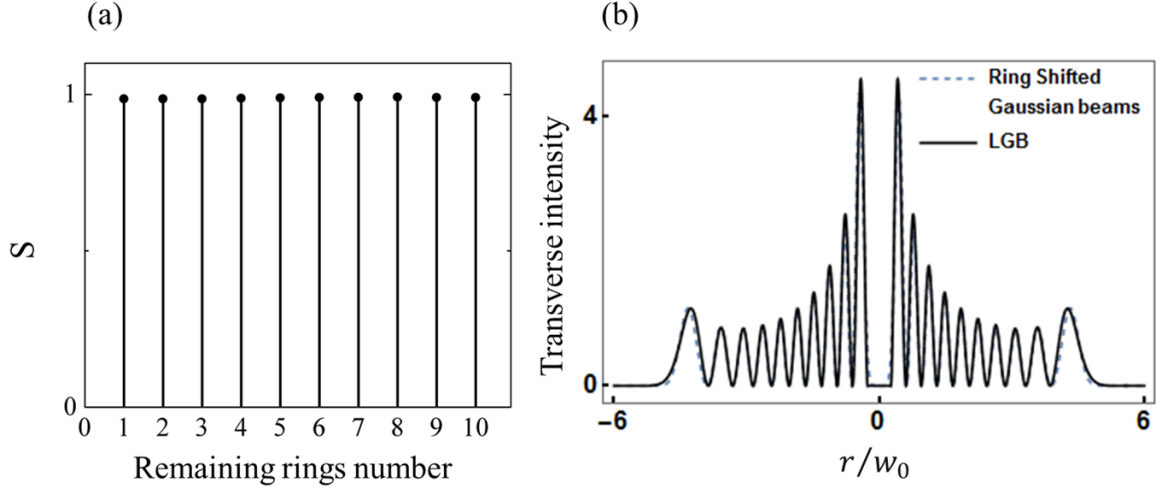 (a)
1
S
0
0 1 2 3 4 5 6 7 8 9 10
Remaining rings number
(b)
Ring Shifted
Gaussian beams
LGB
4
Transverse intensity
0
−6 0 6
r/w₀